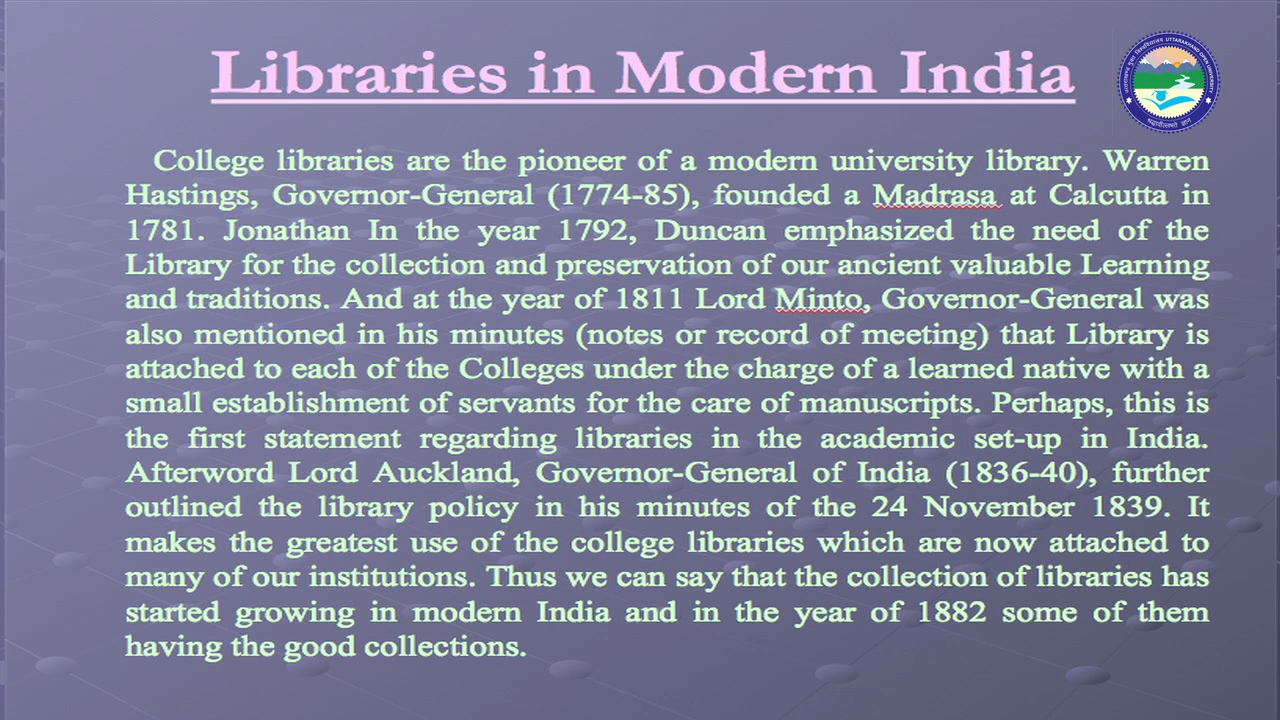 Libraries in Modern India
UTTARAKHAND OPEN UNIVERSITY
College libraries are the pioneer of a modern university library. Warren
Hastings, Governor-General (1774-85), founded a Madrasa at Calcutta in
1781. Jonathan In the year 1792, Duncan emphasized the need of the
Library for the collection and preservation of our ancient valuable Learning
and traditions. And at the year of 1811 Lord Minto, Governor-General was
also mentioned in his minutes (notes or record of meeting) that Library is
attached to each of the Colleges under the charge of a learned native with a
small establishment of servants for the care of manuscripts. Perhaps, this is
the first statement regarding libraries in the academic set-up in India.
Afterword Lord Auckland, Governor-General of India (1836-40), further
outlined the library policy in his minutes of the 24 November 1839. It
makes the greatest use of the college libraries which are now attached to
many of our institutions. Thus we can say that the collection of libraries has
started growing in modern India and in the year of 1882 some of them
having the good collections.